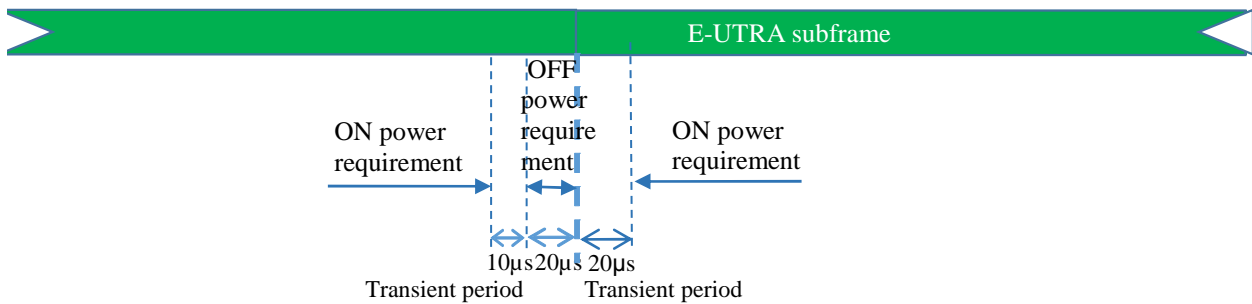 E-UTRA subframe
OFF
power
require
ment
ON power
requirement
ON power
requirement
10µs 20µs 20µs
Transient period Transient period